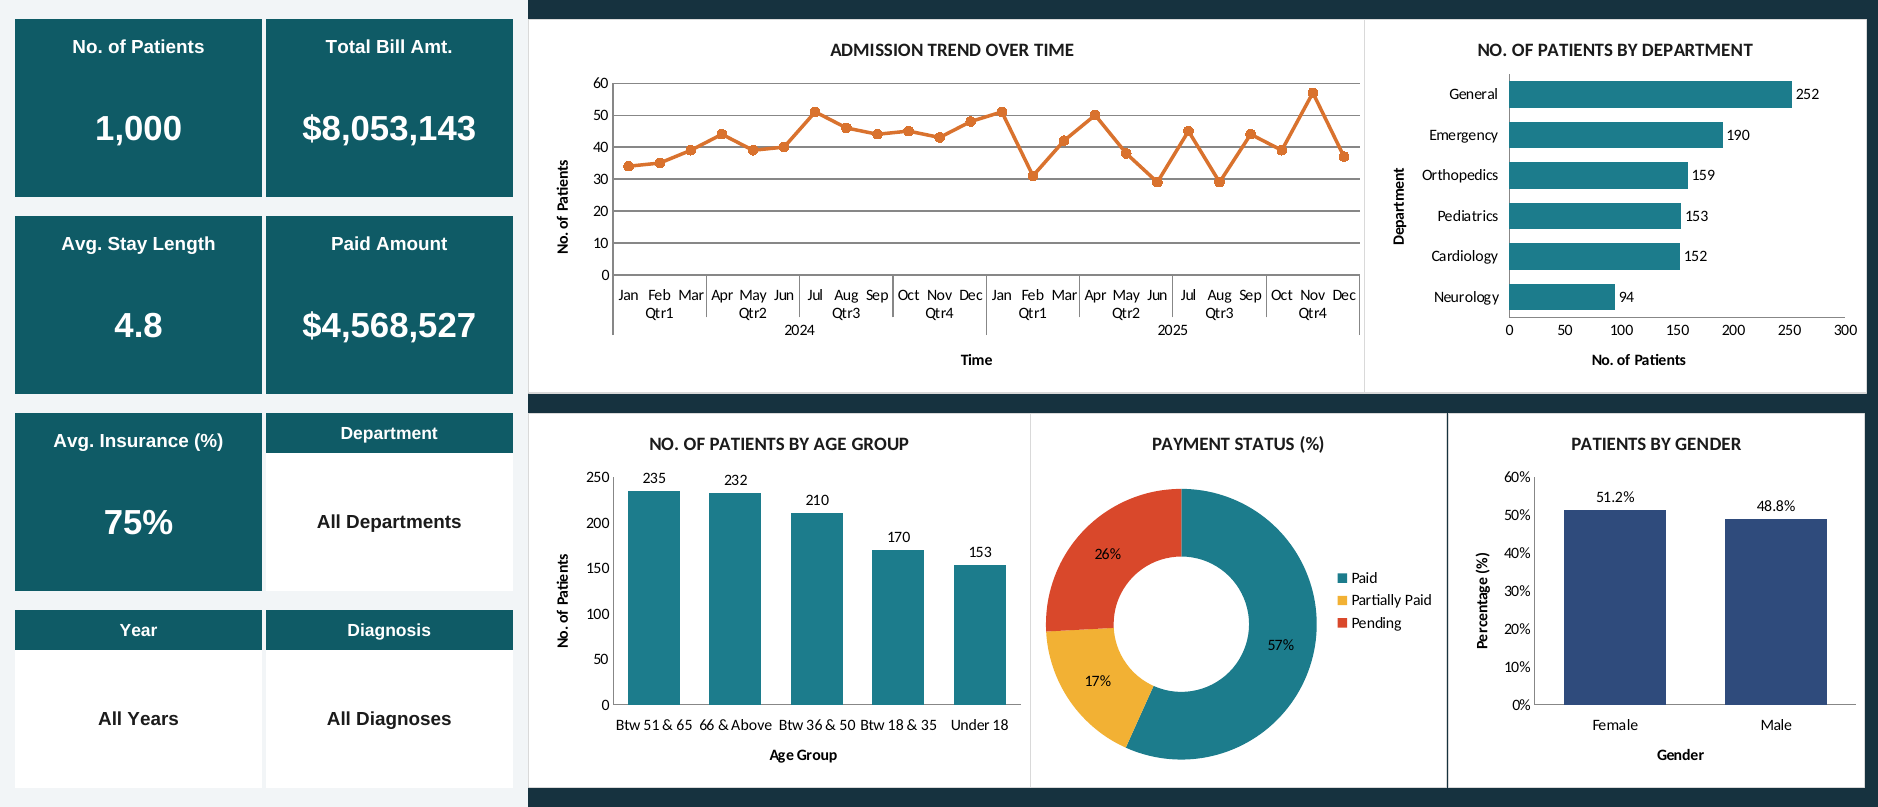 No. of Patients
1,000
Total Bill Amt.
$8,053,143
Avg. Stay Length
4.8
Paid Amount
$4,568,527
Avg. Insurance (%)
75%
Department
All Departments
Year
All Years
Diagnosis
All Diagnoses
ADMISSION TREND OVER TIME
No. of Patients
60
50
40
30
20
10
0
Jan Feb Mar Apr May Jun Jul Aug Sep Oct Nov Dec Jan Feb Mar Apr May Jun Jul Aug Sep Oct Nov Dec
Qtr1 Qtr2 Qtr3 Qtr4 Qtr1 Qtr2 Qtr3 Qtr4
2024 2025
Time
NO. OF PATIENTS BY DEPARTMENT
Department
General 252
Emergency 190
Orthopedics 159
Pediatrics 153
Cardiology 152
Neurology 94
0 50 100 150 200 250 300
No. of Patients
NO. OF PATIENTS BY AGE GROUP
No. of Patients
250
200
150
100
50
0
235 232 210 170 153
Btw 51 & 65 66 & Above Btw 36 & 50 Btw 18 & 35 Under 18
Age Group
PAYMENT STATUS (%)
26%
57%
17%
Paid
Partially Paid
Pending
PATIENTS BY GENDER
Percentage (%)
60%
50%
40%
30%
20%
10%
0%
51.2% 48.8%
Female Male
Gender